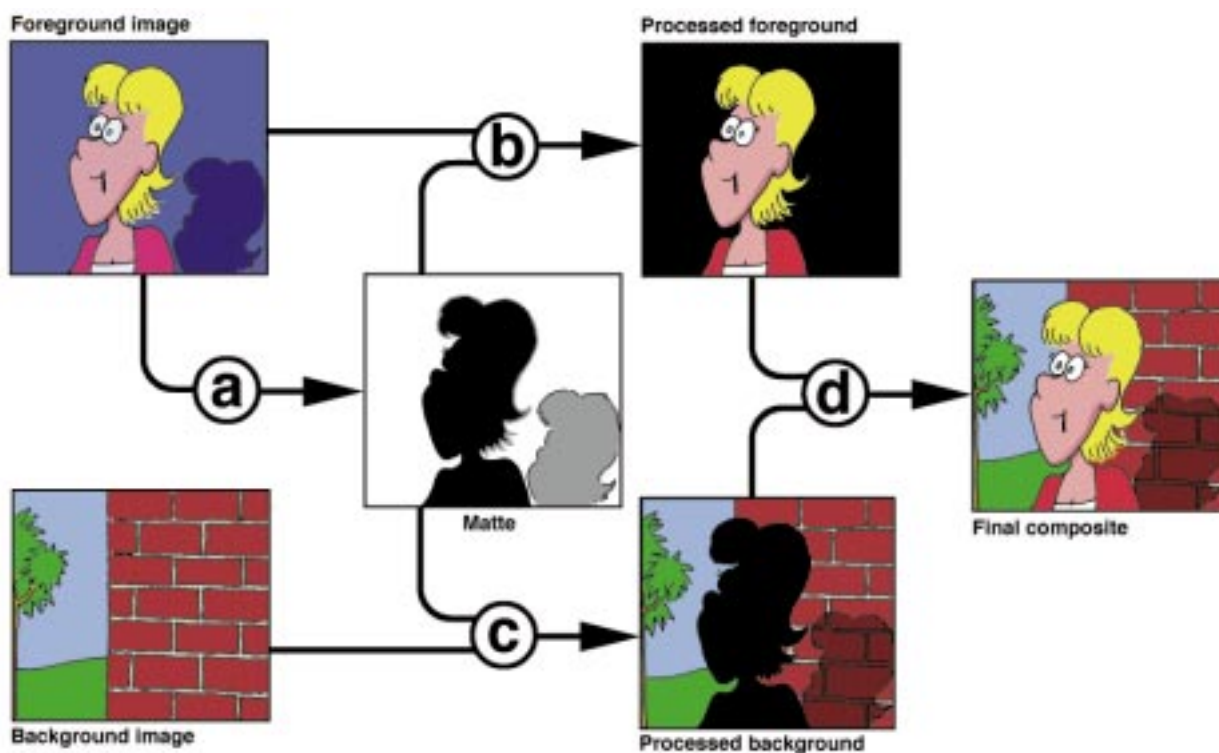 Foreground image
Processed foreground
b
a
d
Matte
Final composite
c
Background image
Processed background